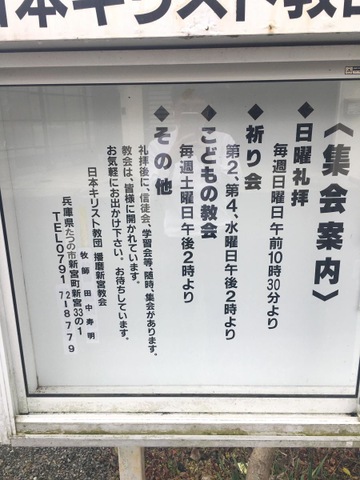 日本キリスト教団
〈集会案内〉
◆日曜礼拝
毎週日曜日 午前10時30分より
◆祈り会
第2、第4、水曜日午後2時より
◆こどもの教会
毎週土曜日 午後2時より
◆その他
礼拝後に、信徒会、学習会等、随時、集会があります。
教会は、皆様に開かれています。
お気軽にお出かけ下さい。お待ちしています。
日本キリスト教団 播磨新宮教会
牧師 田中寿明
兵庫県たつの市新宮町新宮33の1
TEL0791 72-8779